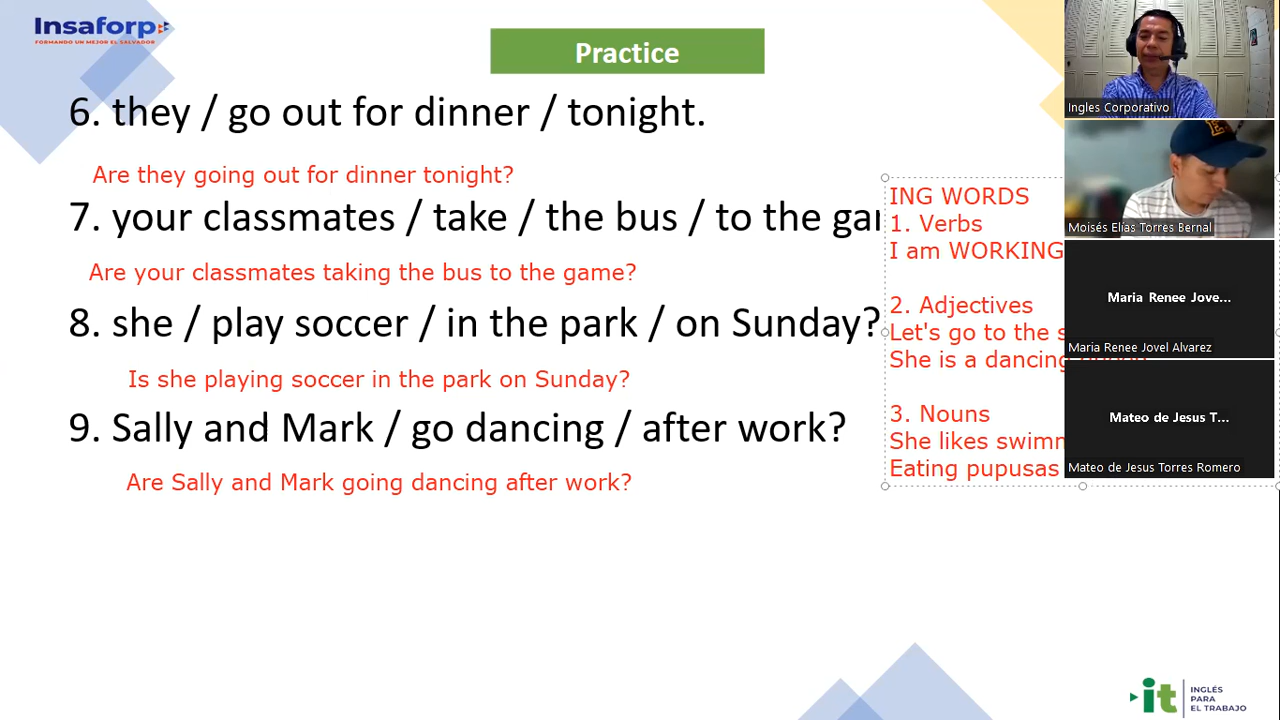 Insaforp
FORMANDO UN MEJOR EL SALVADOR
Practice
6. they / go out for dinner / tonight.
Are they going out for dinner tonight?
7. your classmates / take / the bus / to the
Are your classmates taking the bus to the game?
8. she / play soccer / in the park / on Sunday?
Is she playing soccer in the park on Sunday?
9. Sally and Mark / go dancing / after work?
Are Sally and Mark going dancing after work?
ING WORDS
1. Verbs
I am WORKING
2. Adjectives
Let's go to the
She is a dancing
3. Nouns
She likes
Eating pupusas
Ingles Corporativo
Moisés Elías Torres Bernal
Maria Renee Jove...
Maria Renee Jovel Alvarez
Mateo de Jesus T...
Mateo de Jesus Torres Romero
it
INGLÉS
PARA
EL TRABAJO